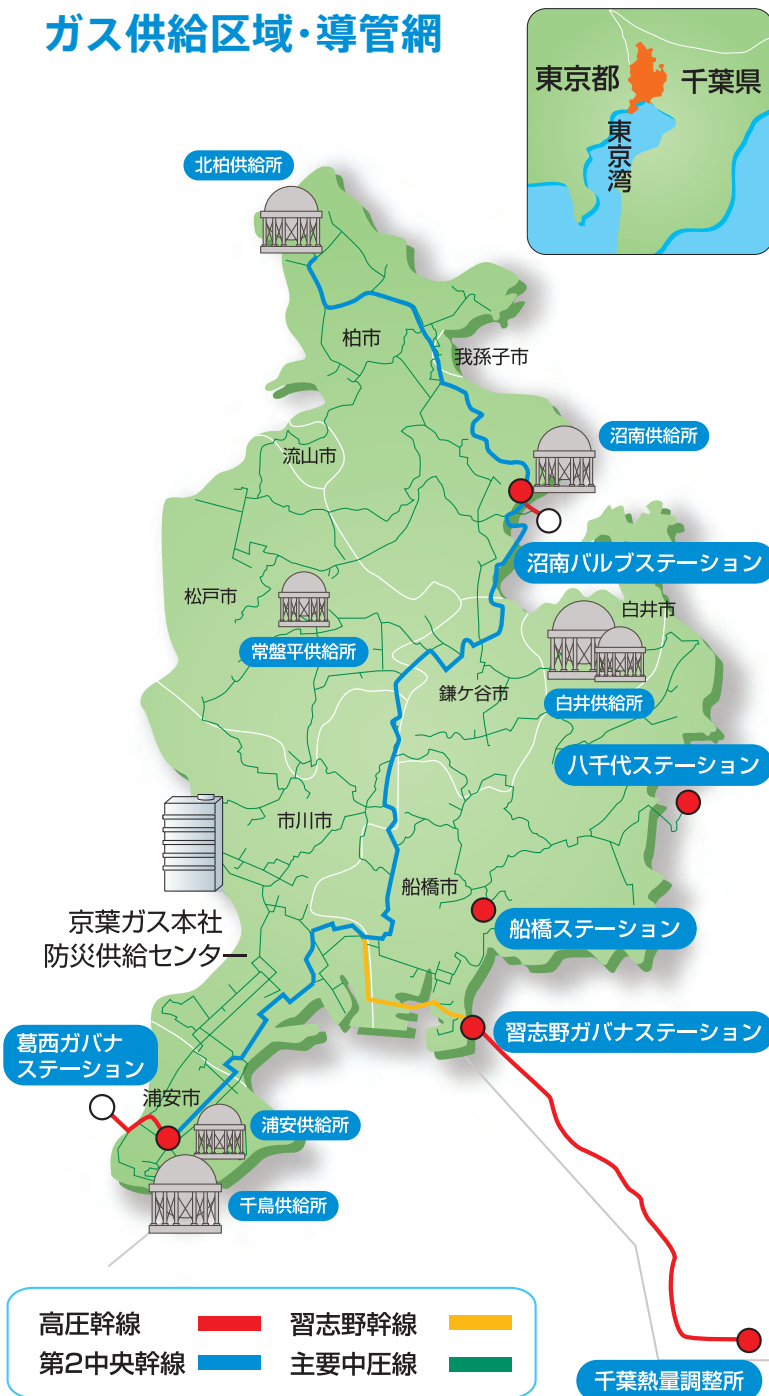 ガス供給区域・導管網
東京都
千葉県
東京湾
北柏供給所
柏市
我孫子市
沼南供給所
流山市
沼南バルブステーション
松戸市
白井市
常盤平供給所
鎌ケ谷市
白井供給所
八千代ステーション
市川市
船橋市
京葉ガス本社
防災供給センター
船橋ステーション
習志野ガバナステーション
葛西ガバナ
ステーション
浦安市
浦安供給所
千鳥供給所
高圧幹線
習志野幹線
第2中央幹線
主要中圧線
千葉熱量調整所